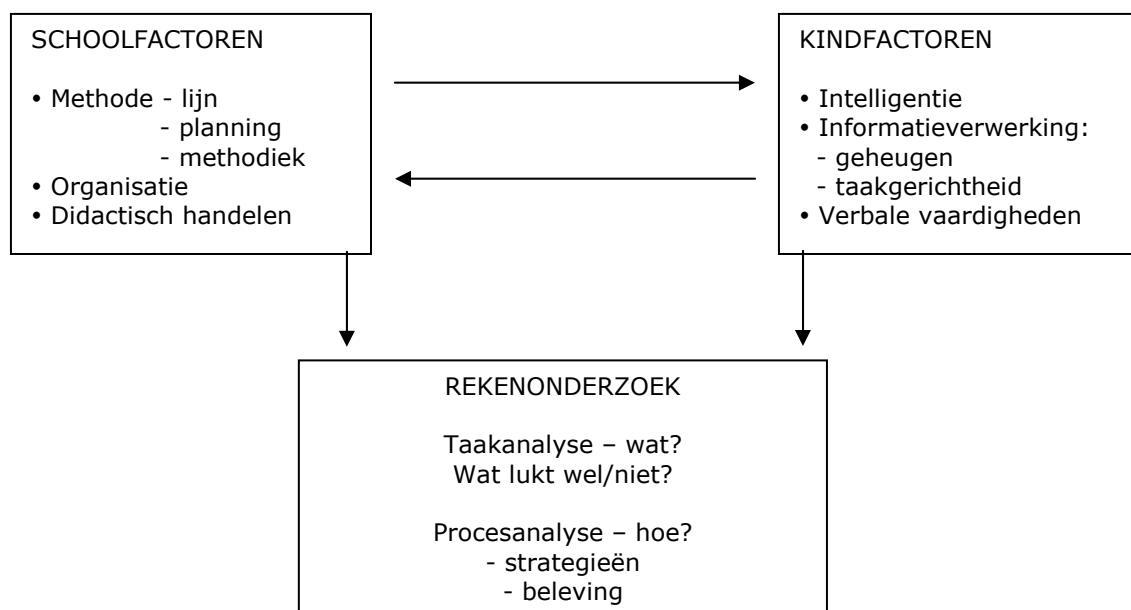 SCHOOLFACTOREN
• Methode - lijn
- planning
- methodiek
• Organisatie
• Didactisch handelen
KINDFACTOREN
• Intelligentie
• Informatieverwerking:
- geheugen
- taakgerichtheid
• Verbale vaardigheden
REKENONDERZOEK
Taakanalyse – wat?
Wat lukt wel/niet?
Procesanalyse – hoe?
- strategieën
- beleving